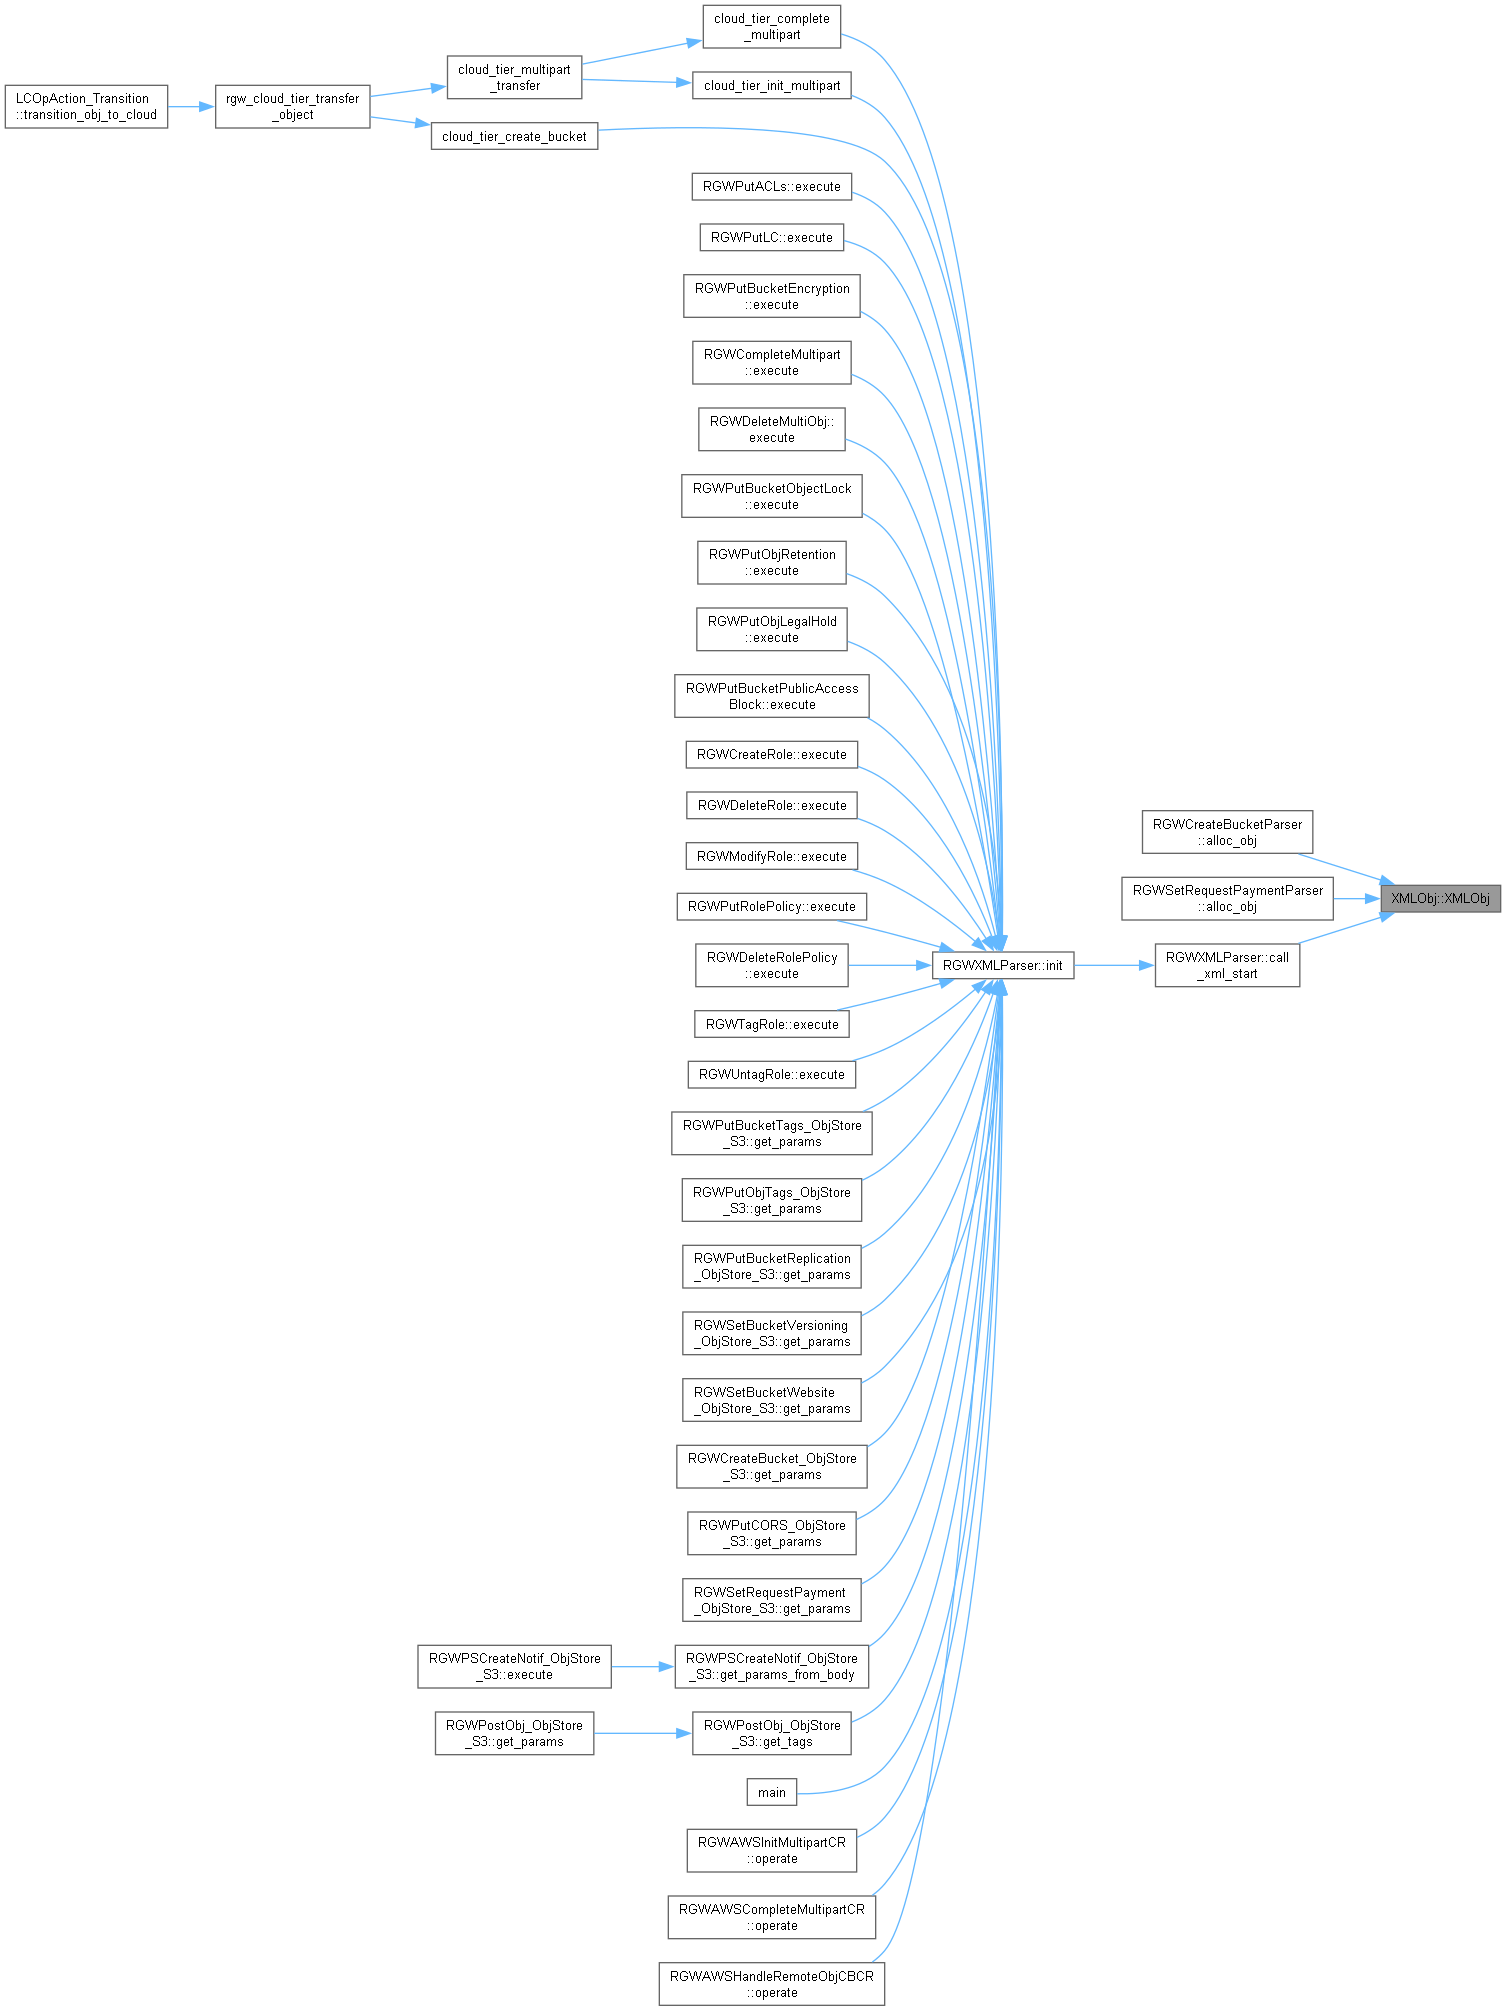 cloud_tier_complete
_multipart
cloud_tier_multipart
_transfer
cloud_tier_init_multipart
LCOpAction_Transition
::transition_obj_to_cloud
rgw_cloud_tier_transfer
_object
cloud_tier_create_bucket
RGWPutACLs::execute
RGWPutLC::execute
RGWPutBucketEncryption
::execute
RGWCompleteMultipart
::execute
RGWDeleteMultiObj::
execute
RGWPutBucketObjectLock
::execute
RGWPutObjRetention
::execute
RGWPutObjLegalHold
::execute
RGWPutBucketPublicAccess
Block::execute
RGWCreateRole::execute
RGWDeleteRole::execute
RGWModifyRole::execute
RGWPutRolePolicy::execute
RGWDeleteRolePolicy
::execute
RGWTagRole::execute
RGWUntagRole::execute
RGWPutBucketTags_ObjStore
_S3::get_params
RGWPutObjTags_ObjStore
_S3::get_params
RGWPutBucketReplication
_ObjStore_S3::get_params
RGWSetBucketVersioning
_ObjStore_S3::get_params
RGWSetBucketWebsite
_ObjStore_S3::get_params
RGWCreateBucket_ObjStore
_S3::get_params
RGWPutCORS_ObjStore
_S3::get_params
RGWSetRequestPayment
_ObjStore_S3::get_params
RGWPSCreateNotif_ObjStore
_S3::execute
RGWPSCreateNotif_ObjStore
_S3::get_params_from_body
RGWPostObj_ObjStore
_S3::get_params
RGWPostObj_ObjStore
_S3::get_tags
main
RGWAWSInitMultipartCR
::operate
RGWAWSCompleteMultipartCR
::operate
RGWAWSHandleRemoteObjCBCR
::operate
RGWXMLParser::init
RGWCreateBucketParser
::alloc_obj
RGWSetRequestPaymentParser
::alloc_obj
RGWXMLParser::call
_xml_start
XMLObj::XMLObj